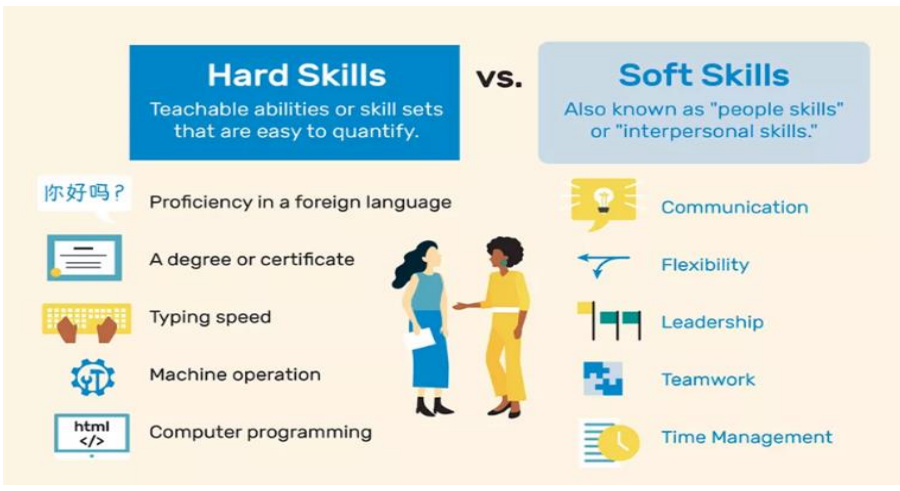 Hard Skills
Teachable abilities or skill sets
that are easy to quantify.
vs.
Soft Skills
Also known as "people skills"
or "interpersonal skills."
你好吗?
Proficiency in a foreign language
A degree or certificate
Typing speed
Machine operation
html
</>
Computer programming
Communication
Flexibility
Leadership
Teamwork
Time Management